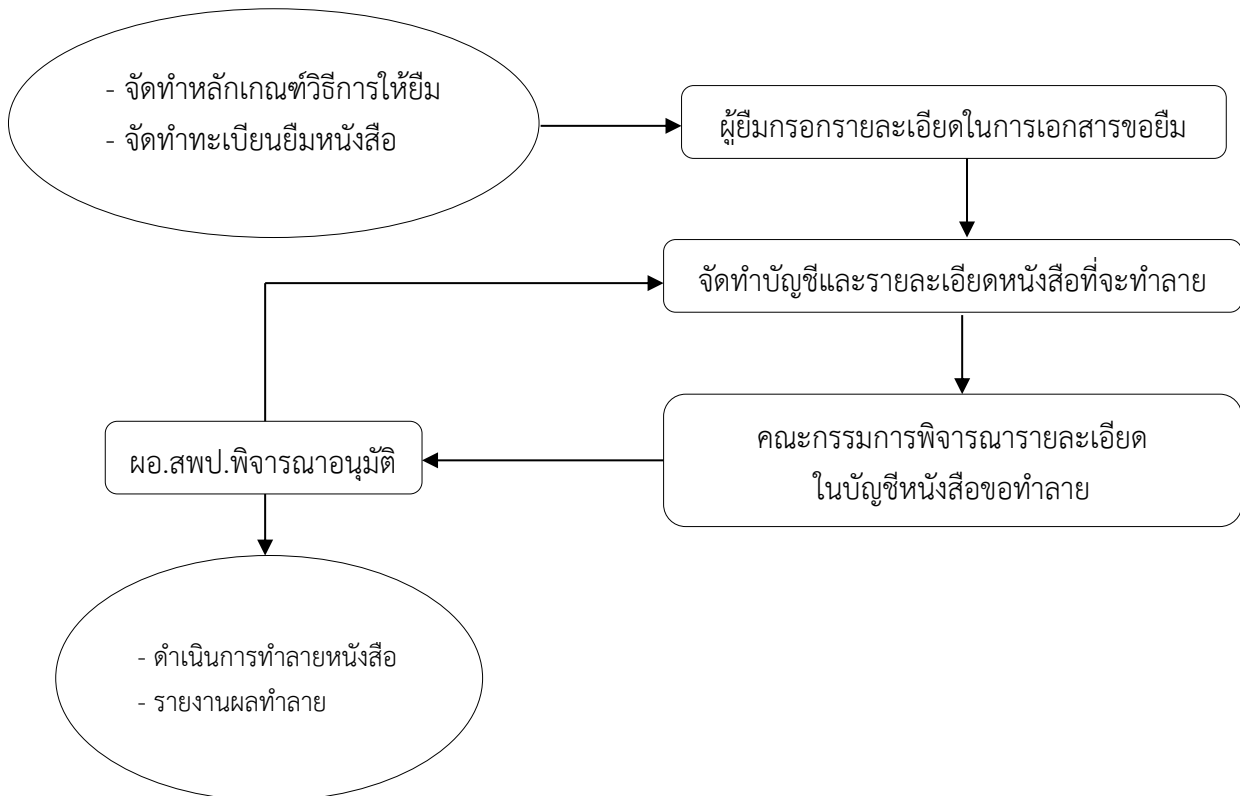 - จัดทำหลักเกณฑ์วิธีการให้ยืม
- จัดทำทะเบียนยืมหนังสือ
ผู้ยืมกรอกรายละเอียดในการเอกสารขอยืม
จัดทำบัญชีและรายละเอียดหนังสือที่จะทำลาย
คณะกรรมการพิจารณารายละเอียด
ในบัญชีหนังสือขอทำลาย
ผอ.สพป.พิจารณาอนุมัติ
- ดำเนินการทำลายหนังสือ
- รายงานผลทำลาย